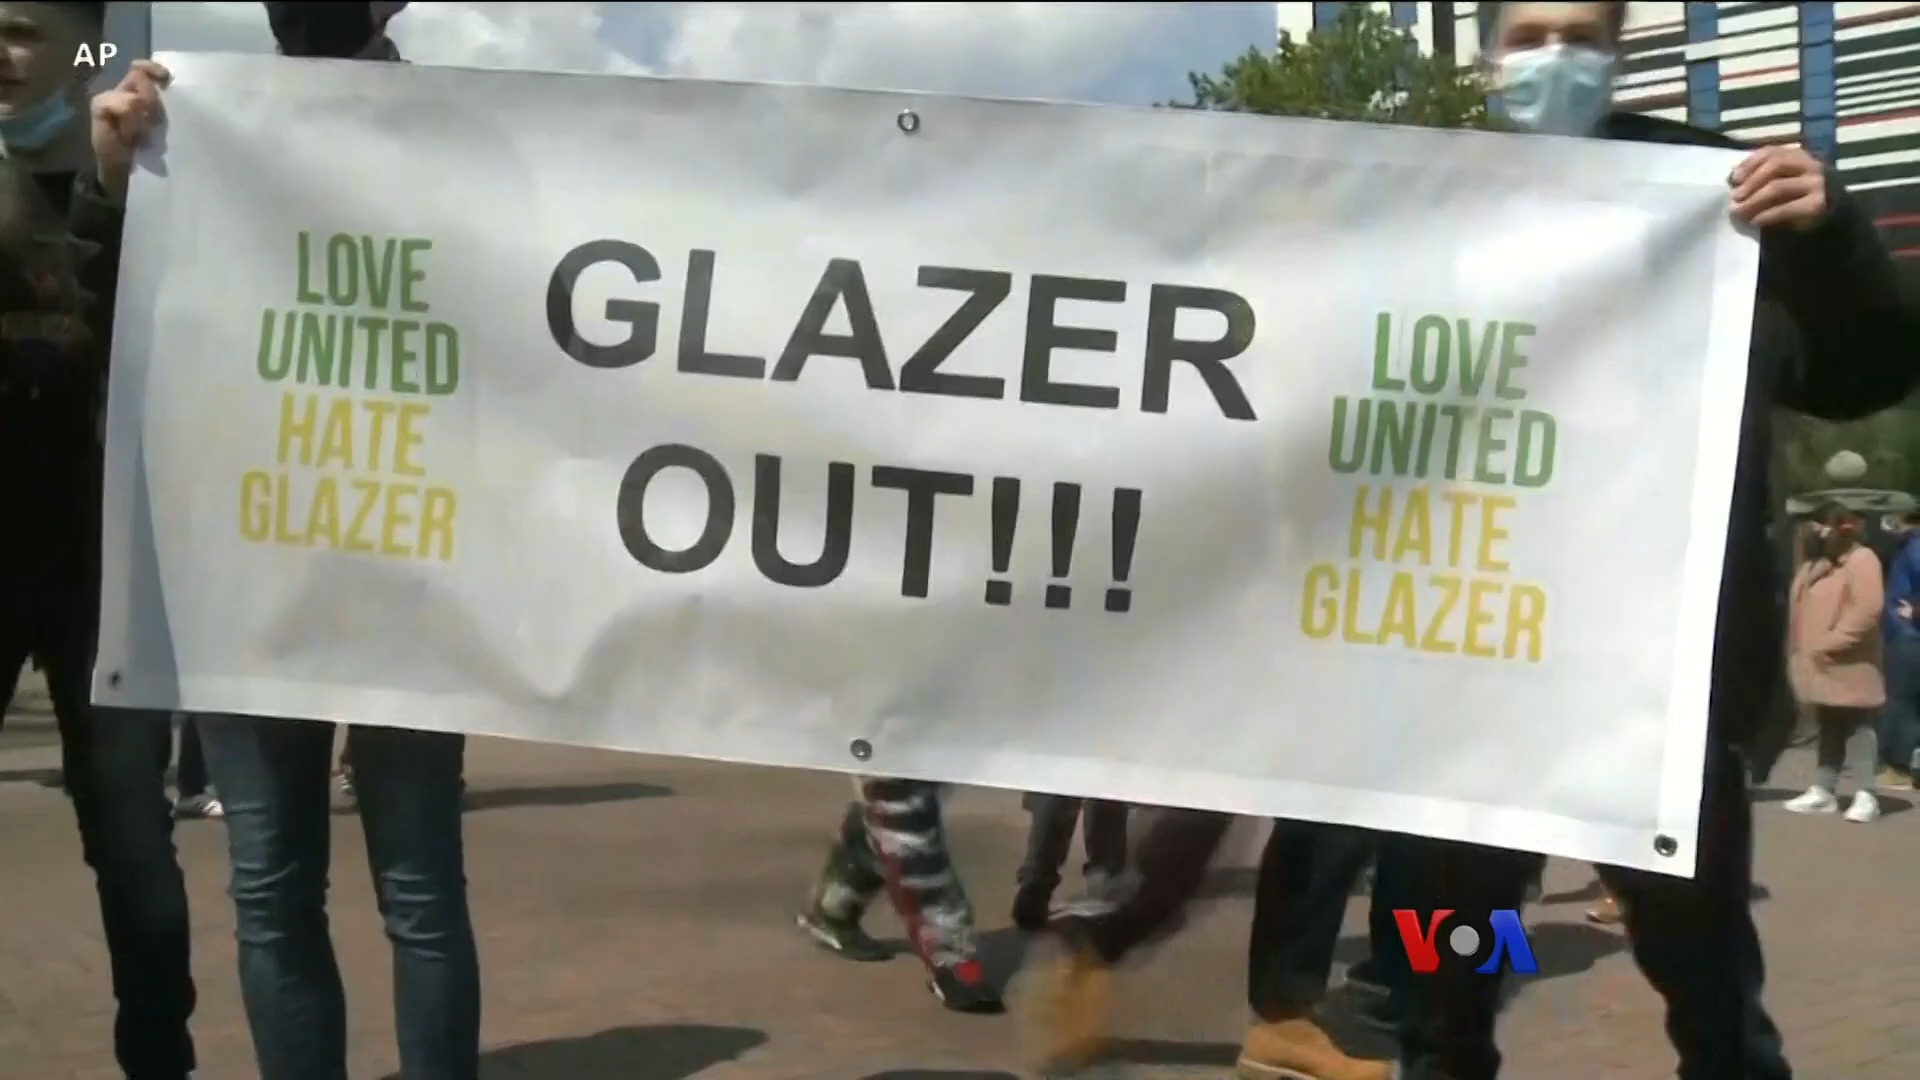 AP
LOVE
UNITED
HATE
GLAZER
GLAZER
OUT!!!
LOVE
UNITED
HATE
GLAZER
VOA